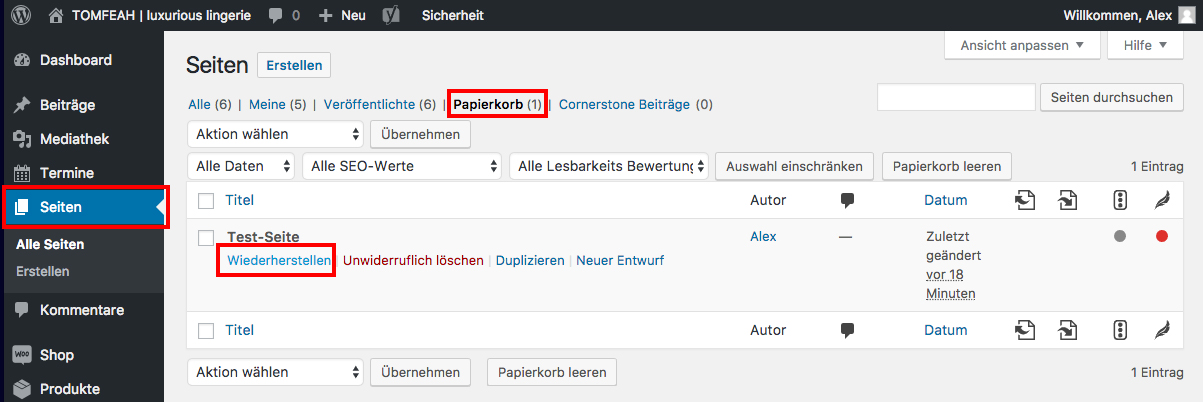 TOMFEAH | luxurious lingerie 0 + Neu Sicherheit Willkommen, Alex
Dashboard
Beiträge
Mediathek
Termine
Seiten
Alle Seiten
Erstellen
Kommentare
WOO Shop
Produkte
Ansicht anpassen ▼ Hilfe ▼
Seiten Erstellen
Alle (6) | Meine (5) | Veröffentlichte (6) | Papierkorb (1) | Cornerstone Beiträge (0)
Seiten durchsuchen
Aktion wählen Übernehmen
Alle Daten Alle SEO-Werte Alle Lesbarkeits Bewertung Auswahl einschränken Papierkorb leeren 1 Eintrag
Titel Autor Datum
Test-Seite Alex — Zuletzt
geändert
vor 18
Minuten
Wiederherstellen | Unwiderruflich löschen | Duplizieren | Neuer Entwurf
Titel Autor Datum
Aktion wählen Übernehmen Papierkorb leeren 1 Eintrag